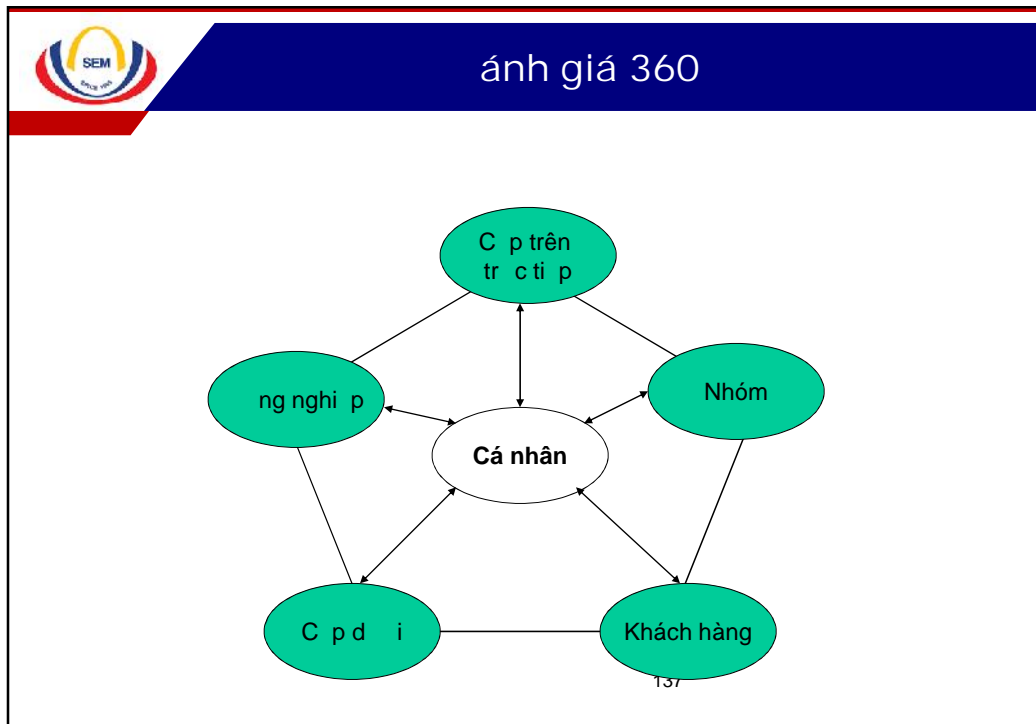 SEM
ánh giá 360
C p trên
tr c ti p
ng nghi p
Nhóm
Cá nhân
C p d i
Khách hàng
137